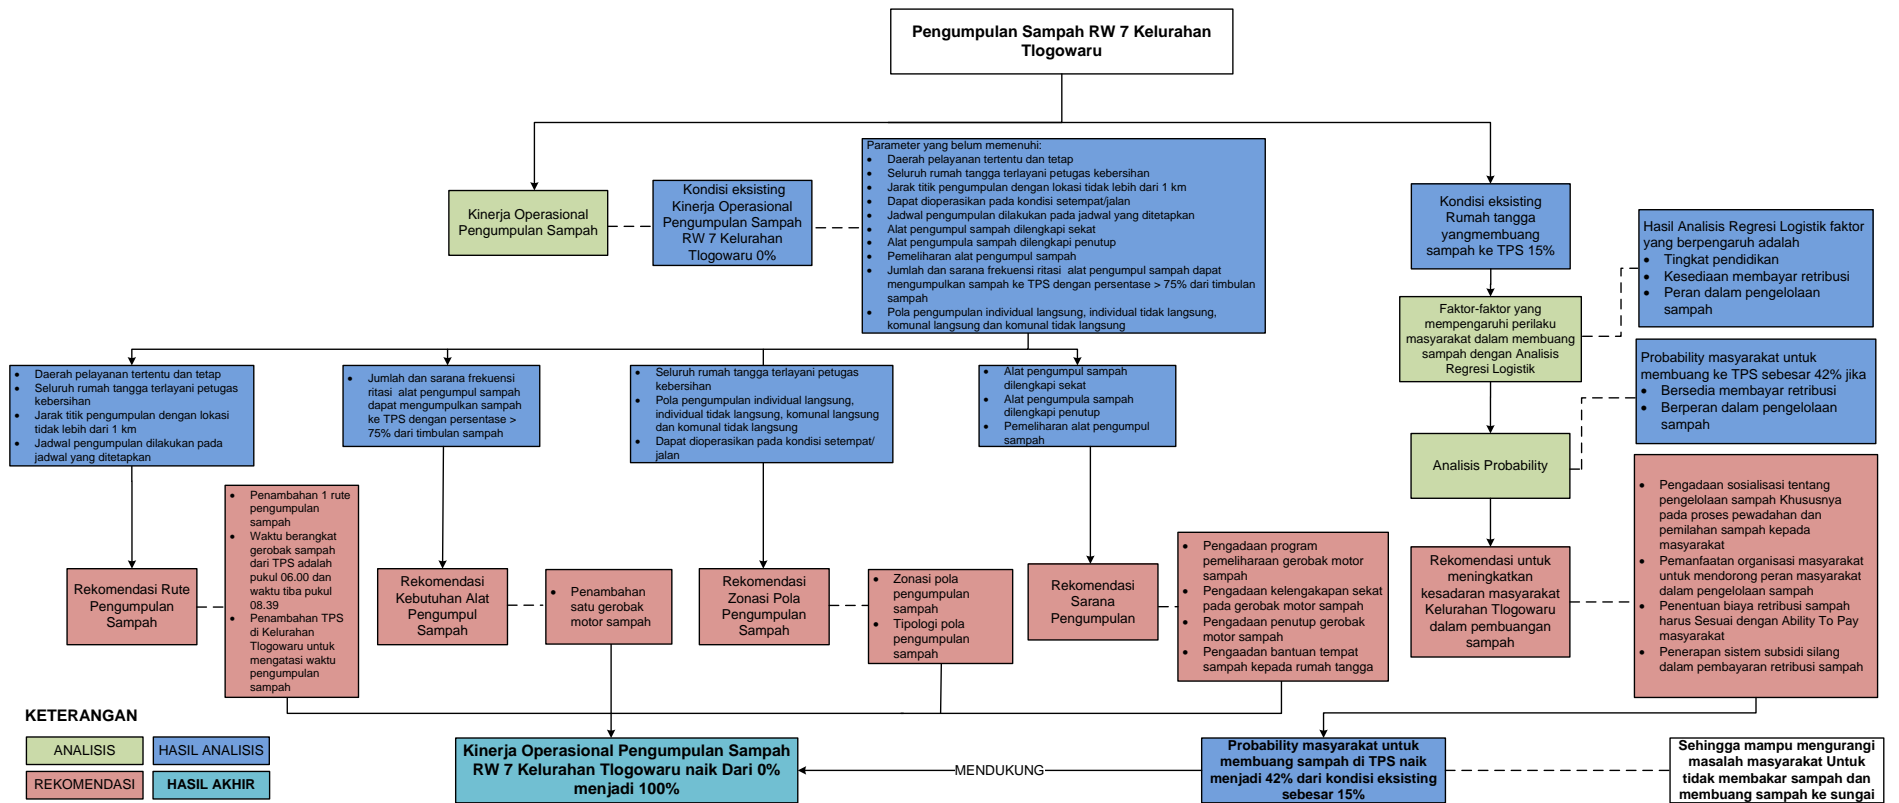 Pengumpulan Sampah RW 7 Kelurahan
Tlogowaru
Kinerja Operasional
Pengumpulan Sampah
Kondisi eksisting
Kinerja Operasional
Pengumpulan Sampah
RW 7 Kelurahan
Tlogowaru 0%
Parameter yang belum memenuhi:
• Daerah pelayanan tertentu dan tetap
• Seluruh rumah tangga terlayani petugas kebersihan
• Jarak titik pengumpulan dengan lokasi tidak lebih dari 1 km
• Dapat dioperasikan pada kondisi setempat/jalan
• Jadwal pengumpulan dilakukan pada jadwal yang ditetapkan
• Alat pengumpul sampah dilengkapi sekat
• Alat pengumpula sampah dilengkapi penutup
• Pemeliharan alat pengumpul sampah
• Jumlah dan sarana frekuensi ritasi alat pengumpul sampah dapat
mengumpulkan sampah ke TPS dengan persentase > 75% dari timbulan
sampah
• Pola pengumpulan individual langsung, individual tidak langsung,
komunal langsung dan komunal tidak langsung
Kondisi eksisting
Rumah tangga
yangmembuang
sampah ke TPS 15%
Hasil Analisis Regresi Logistik faktor
yang berpengaruh adalah
• Tingkat pendidikan
• Kesediaan membayar retribusi
• Peran dalam pengelolaan
sampah
Faktor-faktor yang
mempengaruhi perilaku
masyarakat dalam membuang
sampah dengan Analisis
Regresi Logistik
Probability masyarakat untuk
membuang ke TPS sebesar 42% jika
• Bersedia membayar retribusi
• Berperan dalam pengelolaan
sampah
Analisis Probability
• Daerah pelayanan tertentu dan tetap
• Seluruh rumah tangga terlayani petugas
kebersihan
• Jarak titik pengumpulan dengan lokasi
tidak lebih dari 1 km
• Jadwal pengumpulan dilakukan pada
jadwal yang ditetapkan
• Jumlah dan sarana frekuensi
ritasi alat pengumpul sampah
dapat mengumpulkan sampah
ke TPS dengan persentase >
75% dari timbulan sampah
• Seluruh rumah tangga terlayani petugas
kebersihan
• Pola pengumpulan individual langsung,
individual tidak langsung, komunal langsung
dan komunal tidak langsung
• Dapat dioperasikan pada kondisi setempat/
jalan
• Alat pengumpul sampah
dilengkapi sekat
• Alat pengumpula sampah
dilengkapi penutup
• Pemeliharan alat pengumpul
sampah
Rekomendasi Rute
Pengumpulan
Sampah
• Penambahan 1 rute
pengumpulan
sampah
• Waktu berangkat
gerobak sampah
dari TPS adalah
pukul 06.00 dan
waktu tiba pukul
08.39
• Penambahan TPS
di Kelurahan
Tlogowaru untuk
mengatasi waktu
pengumpulan
sampah
Rekomendasi
Kebutuhan Alat
Pengumpul
Sampah
• Penambahan
satu gerobak
motor sampah
Rekomendasi
Zonasi Pola
Pengumpulan
Sampah
• Zonasi pola
pengumpulan
sampah
• Tipologi pola
pengumpulan
sampah
Rekomendasi
Sarana
Pengumpulan
• Pengadaan program
pemeliharaan gerobak motor
sampah
• Pengadaan kelengakapan sekat
pada gerobak motor sampah
• Pengadaan penutup gerobak
motor sampah
• Pengaadan bantuan tempat
sampah kepada rumah tangga
Rekomendasi untuk
meningkatkan
kesadaran masyarakat
Kelurahan Tlogowaru
dalam pembuangan
sampah
• Pengadaan sosialisasi tentang
pengelolaan sampah Khususnya
pada proses pewadahan dan
pemilahan sampah kepada
masyarakat
• Pemanfaatan organisasi masyarakat
untuk mendorong peran masyarakat
dalam pengelolaan sampah
• Penentuan biaya retribusi sampah
harus Sesuai dengan Ability To Pay
masyarakat
• Penerapan sistem subsidi silang
dalam pembayaran retribusi sampah
KETERANGAN
ANALISIS
HASIL ANALISIS
REKOMENDASI
HASIL AKHIR
Kinerja Operasional Pengumpulan Sampah
RW 7 Kelurahan Tlogowaru naik Dari 0%
menjadi 100%
MENDUKUNG
Probability masyarakat untuk
membuang sampah di TPS naik
menjadi 42% dari kondisi eksisting
sebesar 15%
Sehingga mampu mengurangi
masalah masyarakat Untuk
tidak membakar sampah dan
membuang sampah ke sungai